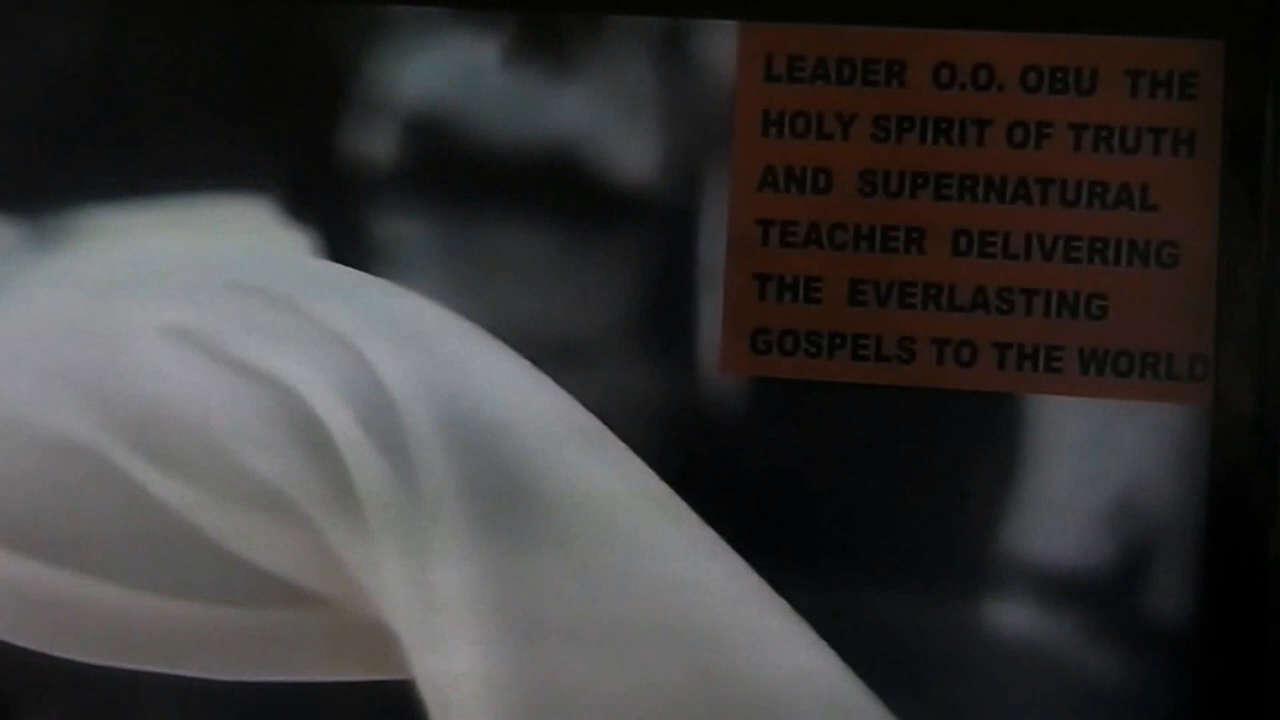 LEADER O.O. OBU THE
HOLY SPIRIT OF TRUTH
AND SUPERNATURAL
TEACHER DELIVERING
THE EVERLASTING
GOSPELS TO THE WORLD